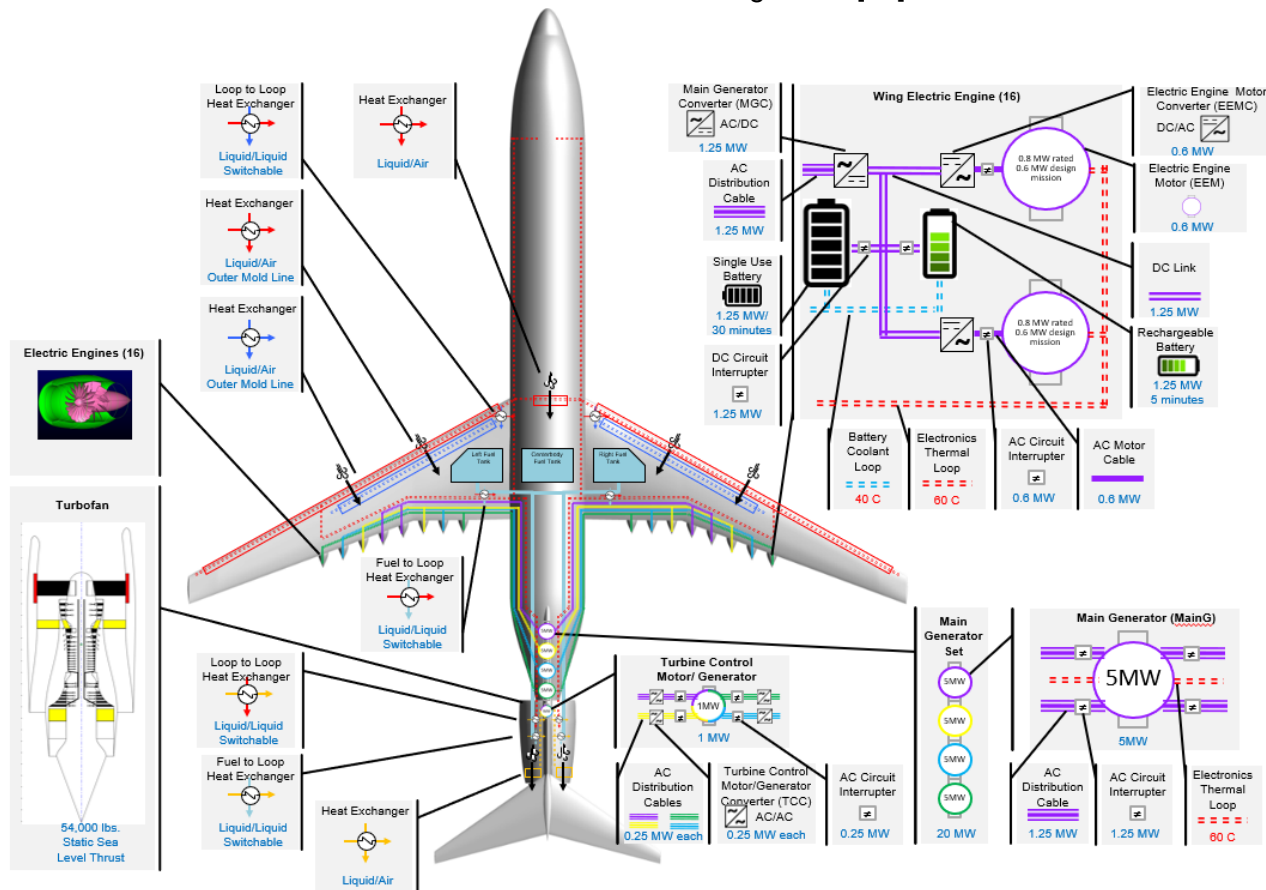 Loop to Loop
Heat Exchanger
Liquid/Liquid
Switchable
Heat Exchanger
Liquid/Air
Outer Mold Line
Heat Exchanger
Liquid/Air
Outer Mold Line
Heat Exchanger
Liquid/Air
Electric Engines (16)
Turbofan
54,000 lbs.
Static Sea
Level Thrust
Left Fuel
Tank
Centerbody
Fuel Tank
Right Fuel
Tank
Fuel to Loop
Heat Exchanger
Liquid/Liquid
Switchable
Loop to Loop
Heat Exchanger
Liquid/Liquid
Switchable
Fuel to Loop
Heat Exchanger
Liquid/Liquid
Switchable
Heat Exchanger
Liquid/Air
Main Generator
Converter (MGC)
AC/DC
1.25 MW
AC
Distribution
Cable
1.25 MW
Single Use
Battery
1.25 MW/
30 minutes
DC Circuit
Interrupter
1.25 MW
Wing Electric Engine (16)
0.8 MW rated
0.6 MW design
mission
0.8 MW rated
0.6 MW design
mission
Electric Engine Motor
Converter (EEMC)
DC/AC
0.6 MW
Electric Engine
Motor (EEM)
0.6 MW
DC Link
1.25 MW
Rechargeable
Battery
1.25 MW
5 minutes
Battery
Coolant
Loop
40 C
Electronics
Thermal
Loop
60 C
AC Circuit
Interrupter
0.6 MW
AC Motor
Cable
0.6 MW
Turbine Control
Motor/ Generator
1MW
1 MW
AC
Distribution
Cables
0.25 MW each
Turbine Control
Motor/Generator
Converter (TCC)
AC/AC
0.25 MW each
AC Circuit
Interrupter
0.25 MW
Main
Generator
Set
5MW
5MW
5MW
5MW
20 MW
Main Generator (MainG)
5MW
5MW
AC
Distribution
Cable
1.25 MW
AC Circuit
Interrupter
1.25 MW
Electronics
Thermal
Loop
60 C